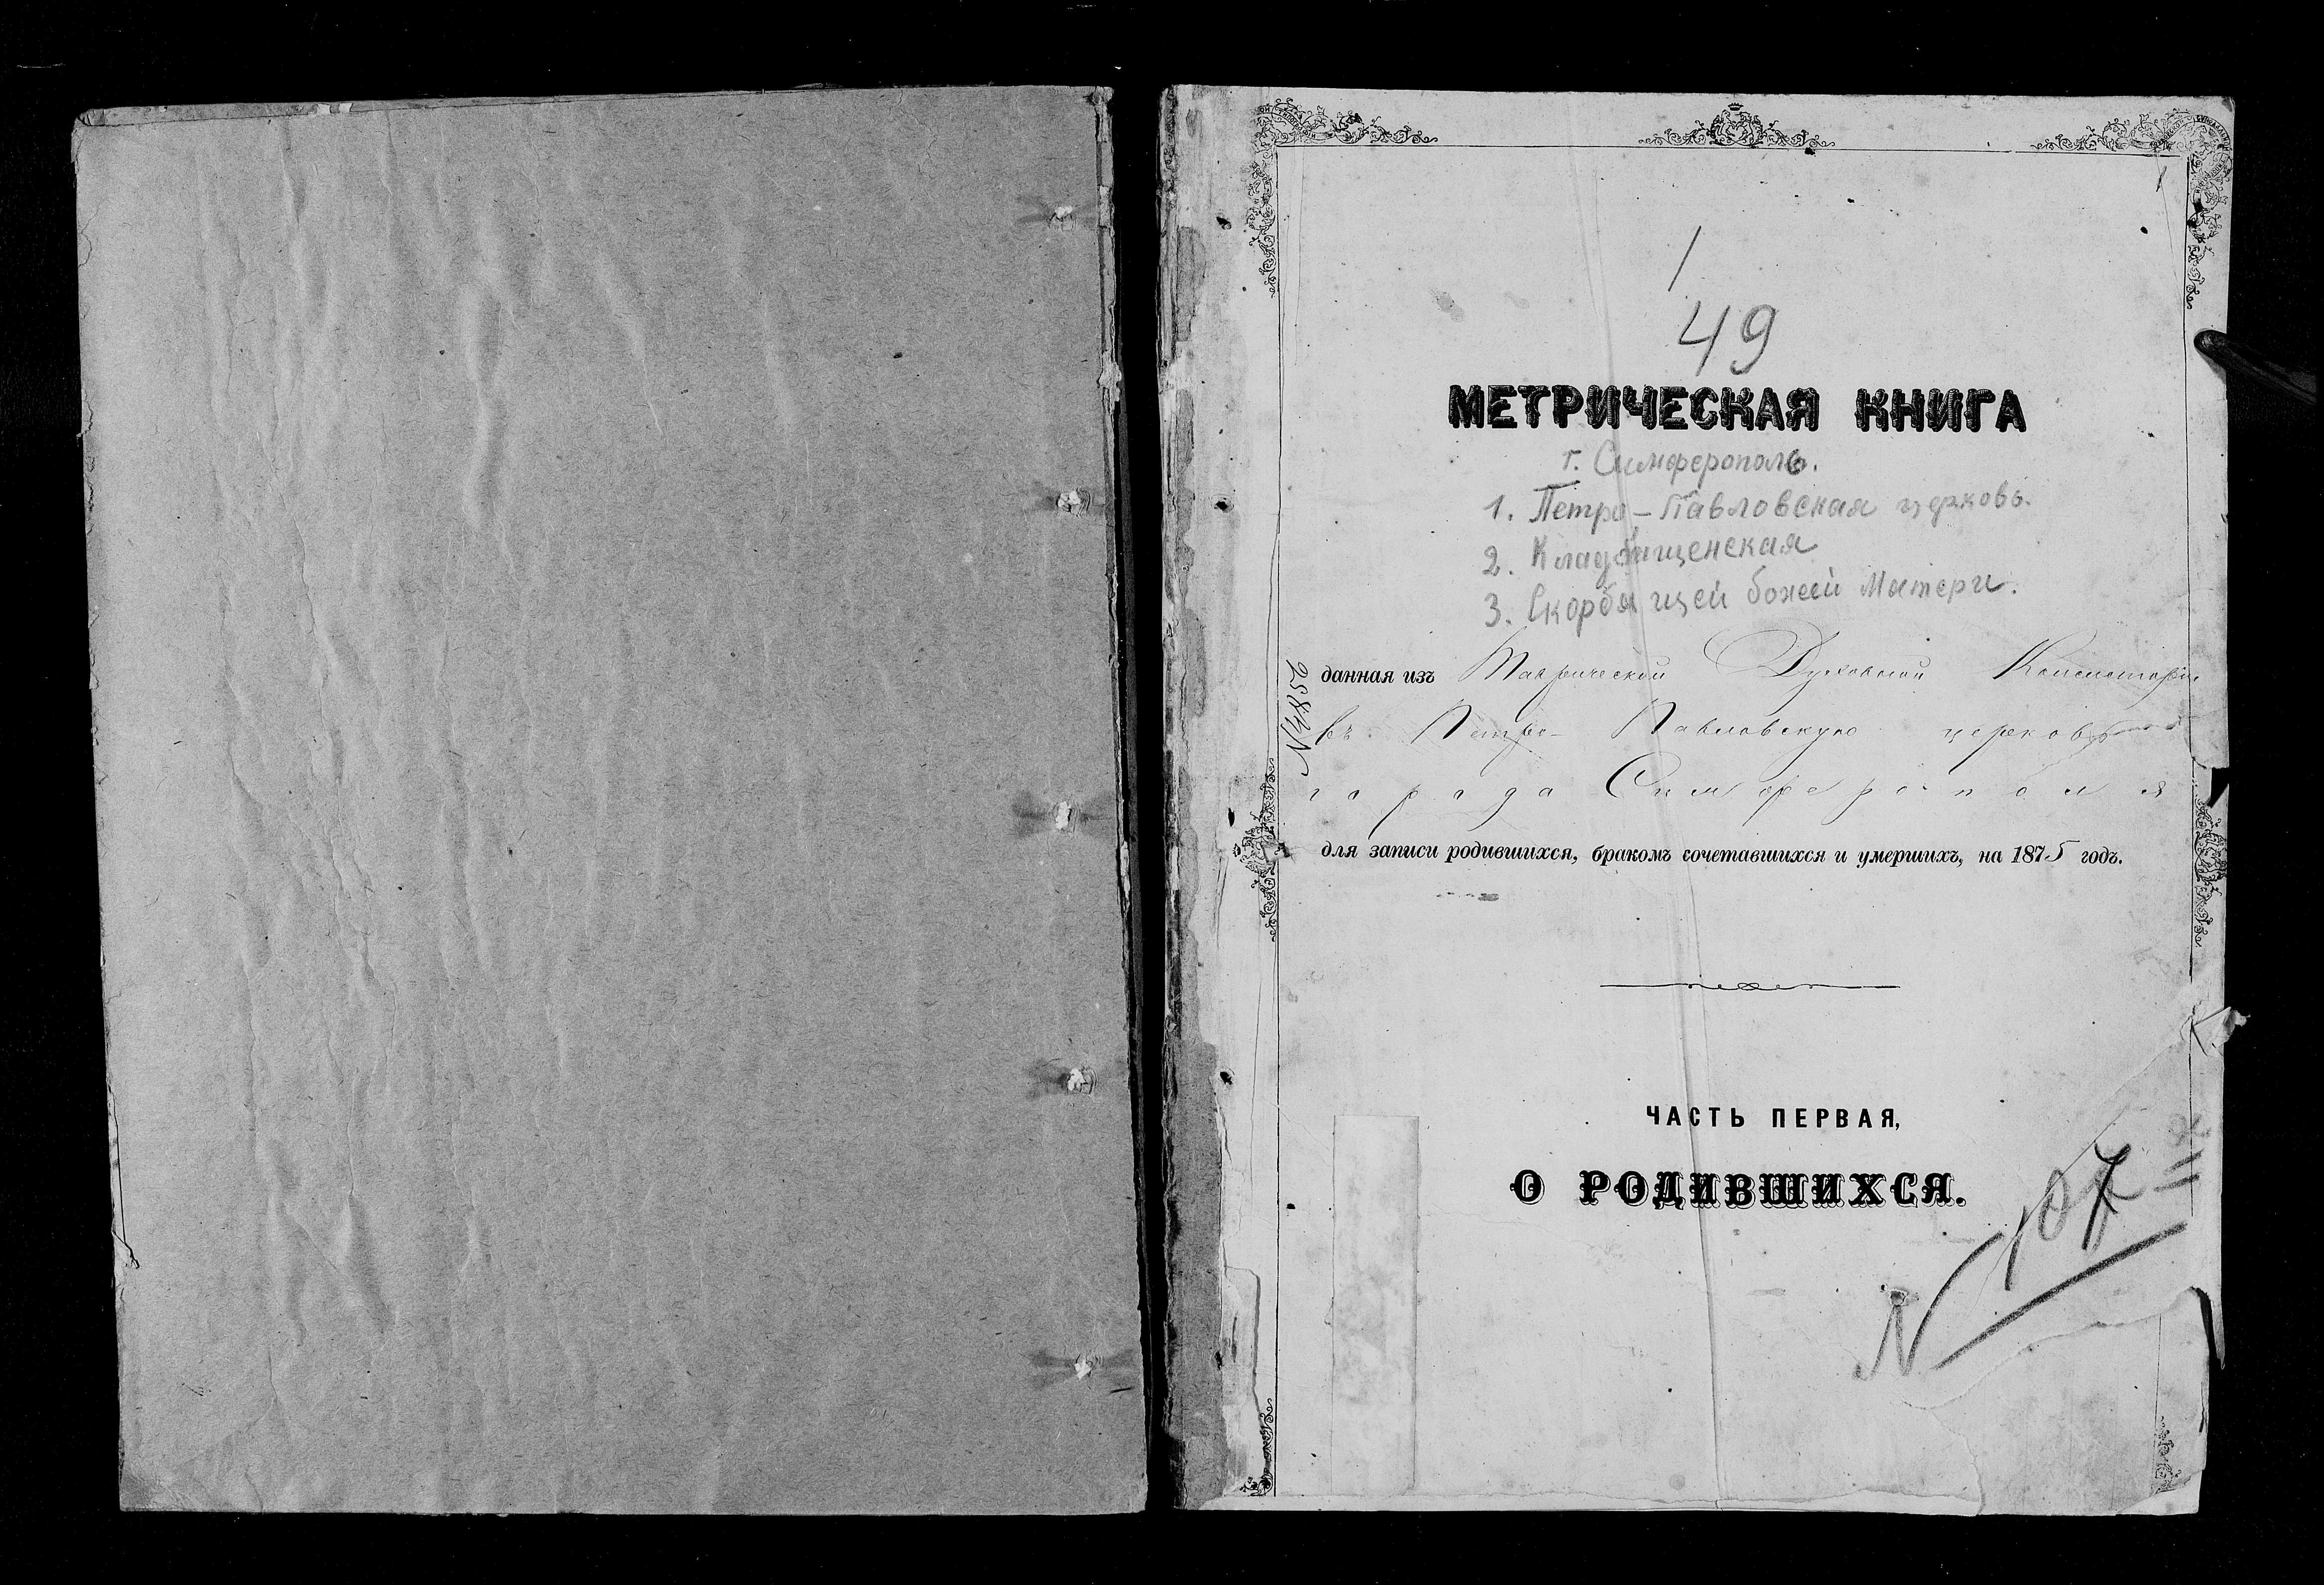 1
49
МЕТРИЧЕСКАЯ КНИГА
г. Симферополь.
1. Петро-Павловская церковь.
2. Кладбищенская
3. Скорбящей божией Матери.
данная изъ Таврической Духовной Консисторіи
въ Петро-Павловскую церковь
города Симферополя
для записи родившихся, бракомъ сочетавшихся и умершихъ, на 1875 годъ.
ЧАСТЬ ПЕРВАЯ,
О РОДИВШИХСЯ.
N 107